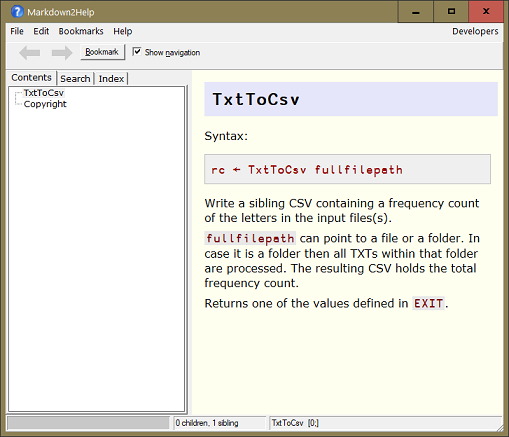 Markdown2Help
File Edit Bookmarks Help Developers
Bookmark Show navigation
Contents Search Index
TxtToCsv
Copyright
TxtToCsv
Syntax:
rc ← TxtToCsv fullfilepath
Write a sibling CSV containing a frequency count
of the letters in the input files(s).
fullfilepath can point to a file or a folder. In
case it is a folder then all TXTs within that folder
are processed. The resulting CSV holds the total
frequency count.
Returns one of the values defined in EXIT.
0 children, 1 sibling TxtToCsv [0;]